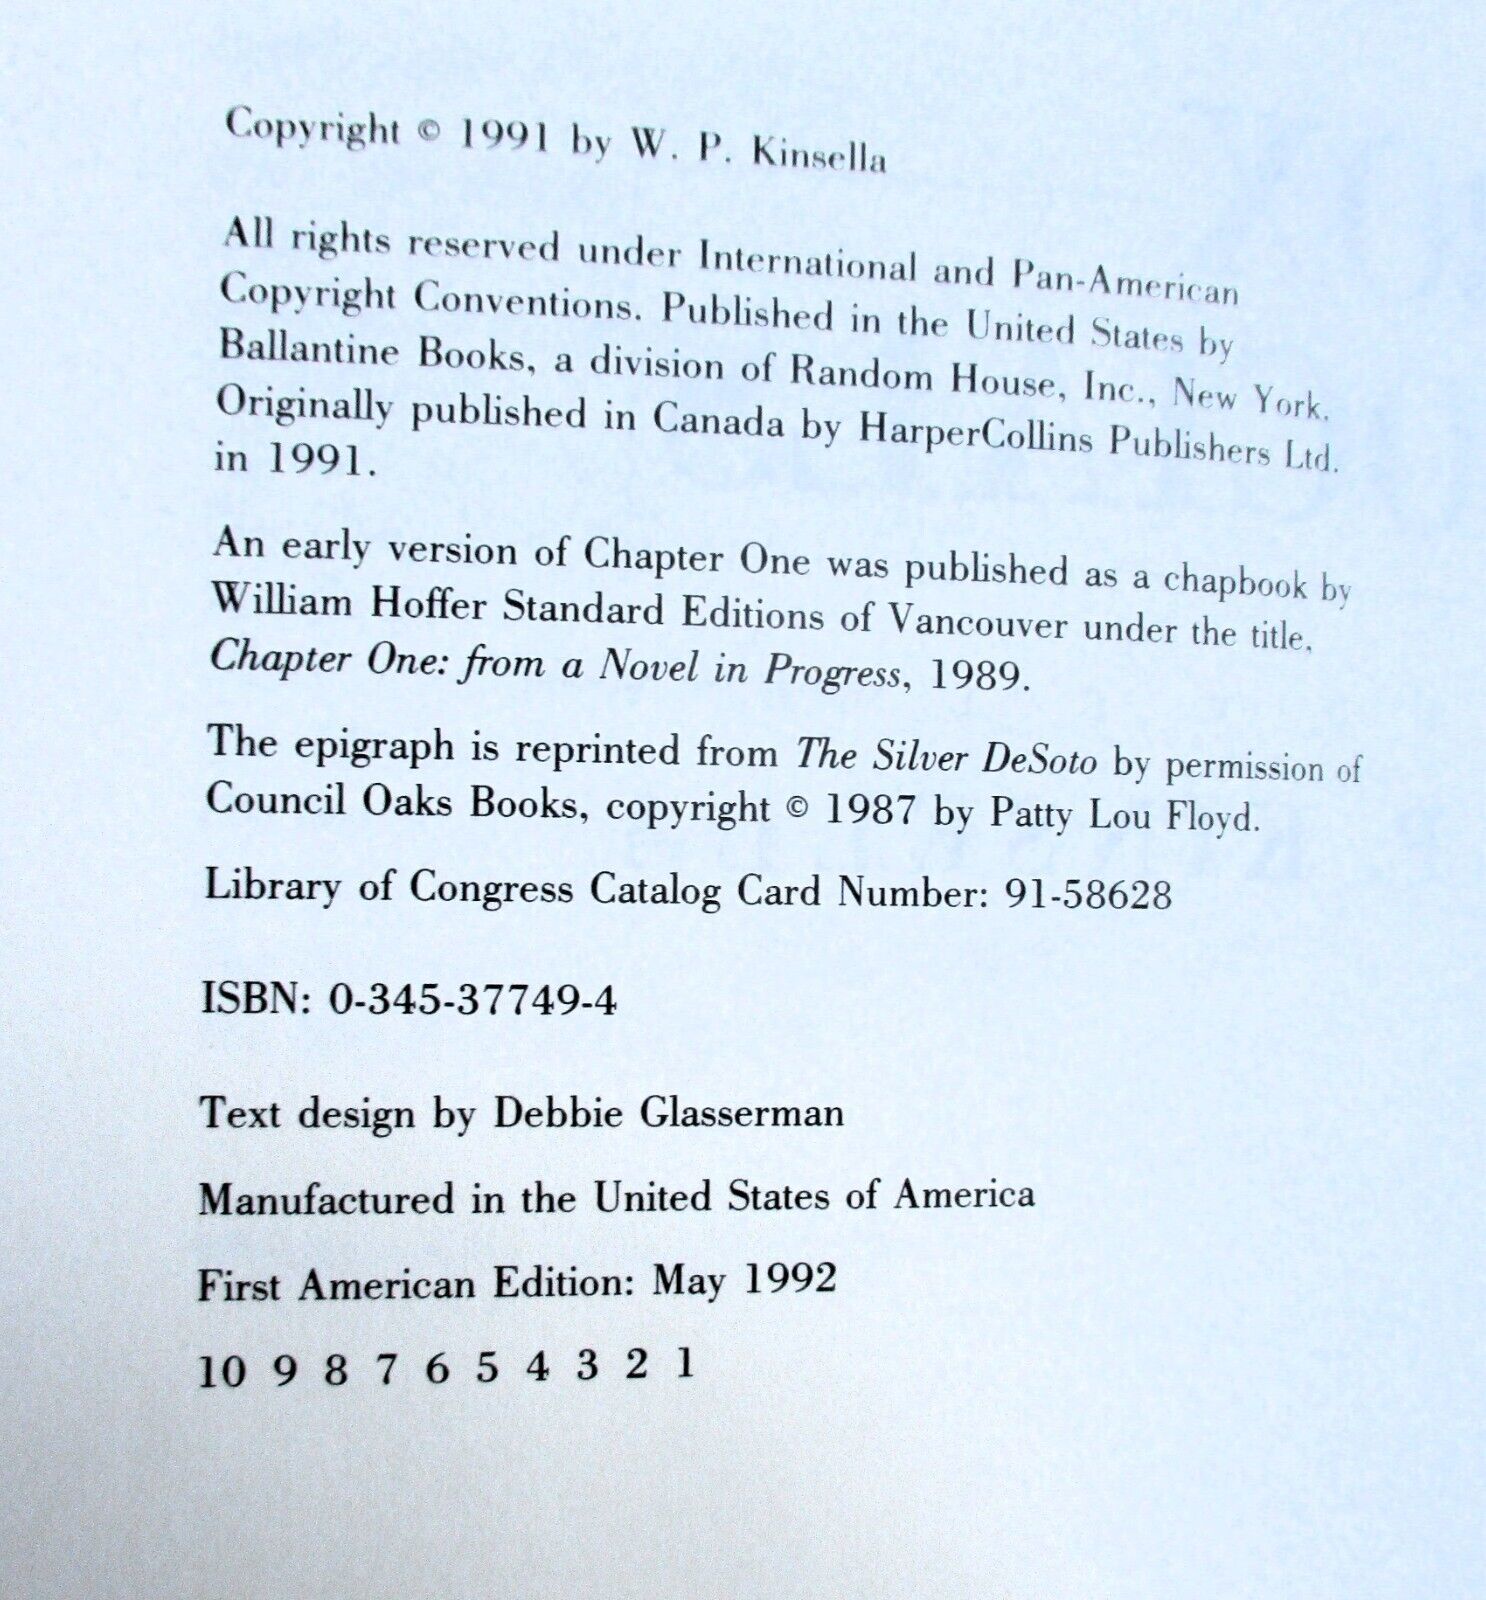 Copyright © 1991 by W. P. Kinsella
All rights reserved under International and Pan-American
Copyright Conventions. Published in the United States by
Ballantine Books, a division of Random House, Inc., New York.
Originally published in Canada by HarperCollins Publishers Ltd.
in 1991.
An early version of Chapter One was published as a chapbook by
William Hoffer Standard Editions of Vancouver under the title,
Chapter One: from a Novel in Progress, 1989.
The epigraph is reprinted from The Silver DeSoto by permission of
Council Oaks Books, copyright © 1987 by Patty Lou Floyd.
Library of Congress Catalog Card Number: 91-58628
ISBN: 0-345-37749-4
Text design by Debbie Glasserman
Manufactured in the United States of America
First American Edition: May 1992
10 9 8 7 6 5 4 3 2 1